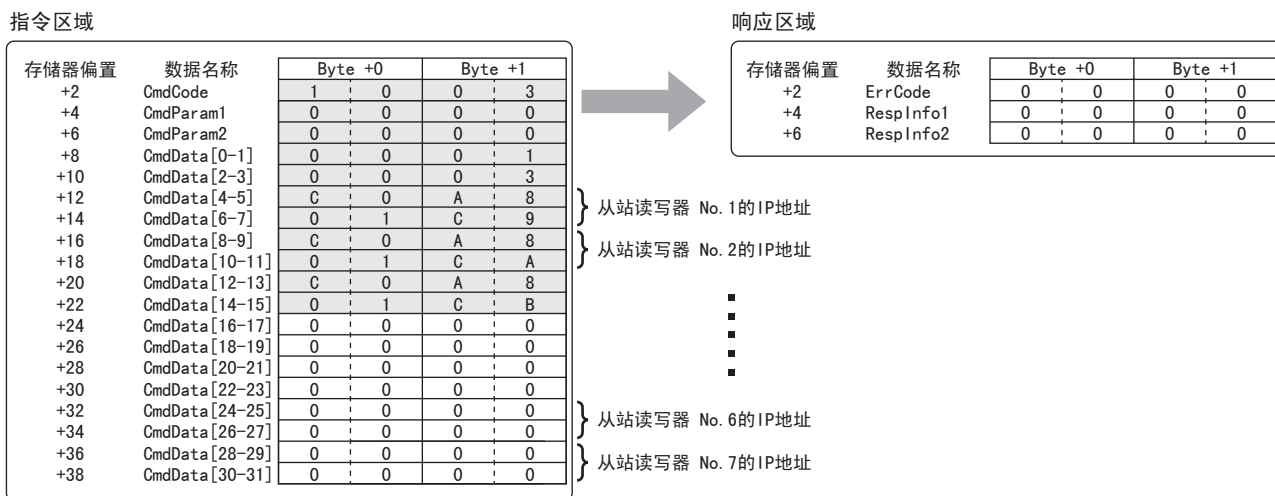 指令区域
存储器偏置 数据名称 Byte +0 Byte +1
+2 CmdCode 1 0 0 3
+4 CmdParam1 0 0 0 0
+6 CmdParam2 0 0 0 0
+8 CmdData[0-1] 0 0 0 1
+10 CmdData[2-3] 0 0 0 3
+12 CmdData[4-5] C 0 A 8
+14 CmdData[6-7] 0 1 C 9
从站读写器 No.1的IP地址
+16 CmdData[8-9] C 0 A 8
+18 CmdData[10-11] 0 1 C A
从站读写器 No.2的IP地址
+20 CmdData[12-13] C 0 A 8
+22 CmdData[14-15] 0 1 C B
+24 CmdData[16-17] 0 0 0 0
+26 CmdData[18-19] 0 0 0 0
+28 CmdData[20-21] 0 0 0 0
+30 CmdData[22-23] 0 0 0 0
+32 CmdData[24-25] 0 0 0 0
+34 CmdData[26-27] 0 0 0 0
从站读写器 No.6的IP地址
+36 CmdData[28-29] 0 0 0 0
+38 CmdData[30-31] 0 0 0 0
从站读写器 No.7的IP地址
响应区域
存储器偏置 数据名称 Byte +0 Byte +1
+2 ErrCode 0 0 0 0
+4 RespInfo1 0 0 0 0
+6 RespInfo2 0 0 0 0